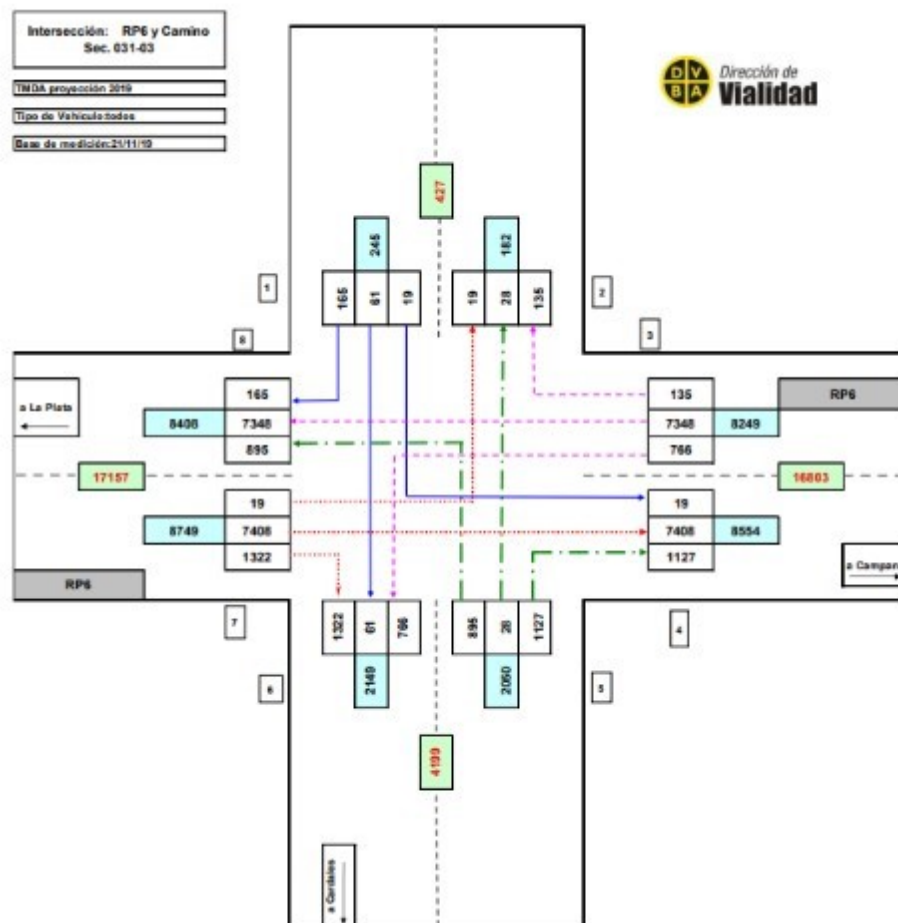 Intersección: RP6 y Camino
Sec. 031-03
TMDA proyección 2019
Tipo de Vehiculo:todos
Base de medición:21/11/19
DVBA
Dirección de
Vialidad
427
245
182
165 61 19
19 28 135
1
2
8
3
a La Plata
165
8408 7348
895
135
7348 8249
766
RP6
17157
16803
19
8749 7408
1322
19
7408 8554
1127
RP6
a Campan
7
4
1322 61 766
895 28 1127
2149
2050
6
5
4199
a Cardales